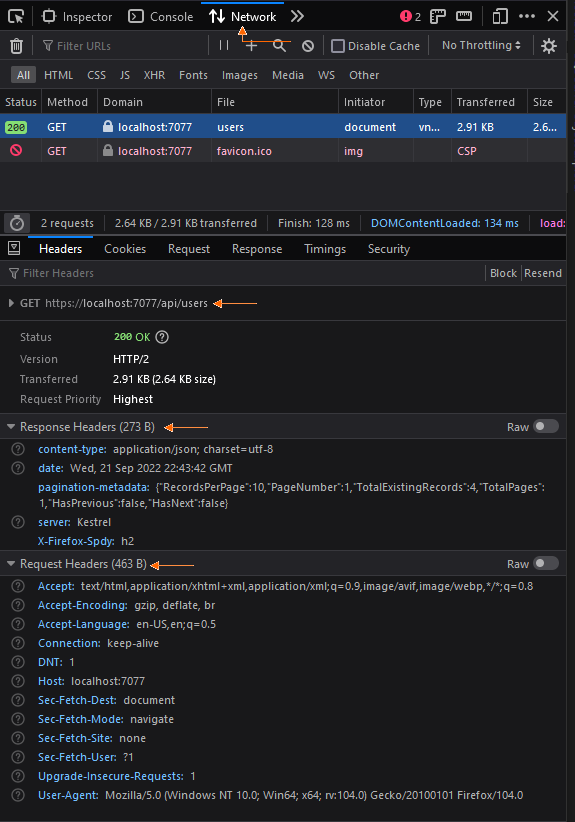 Inspector Console Network 2
Filter URLs Disable Cache No Throttling
All HTML CSS JS XHR Fonts Images Media WS Other
Status Method Domain File Initiator Type Transferred Size
200 GET localhost:7077 users document vn… 2.91 KB 2.6…
GET localhost:7077 favicon.ico img CSP
2 requests 2.64 KB / 2.91 KB transferred Finish: 128 ms DOMContentLoaded: 134 ms load:
Headers Cookies Request Response Timings Security
Filter Headers Block Resend
GET https://localhost:7077/api/users
Status 200 OK ?
Version HTTP/2
Transferred 2.91 KB (2.64 KB size)
Request Priority Highest
Response Headers (273 B) Raw
? content-type: application/json; charset=utf-8
? date: Wed, 21 Sep 2022 22:43:42 GMT
pagination-metadata: {"RecordsPerPage":10,"PageNumber":1,"TotalExistingRecords":4,"TotalPages":
1,"HasPrevious":false,"HasNext":false}
? server: Kestrel
X-Firefox-Spdy: h2
Request Headers (463 B) Raw
? Accept: text/html,application/xhtml+xml,application/xml;q=0.9,image/avif,image/webp,*/*;q=0.8
? Accept-Encoding: gzip, deflate, br
? Accept-Language: en-US,en;q=0.5
? Connection: keep-alive
? DNT: 1
? Host: localhost:7077
? Sec-Fetch-Dest: document
? Sec-Fetch-Mode: navigate
? Sec-Fetch-Site: none
? Sec-Fetch-User: ?1
? Upgrade-Insecure-Requests: 1
? User-Agent: Mozilla/5.0 (Windows NT 10.0; Win64; x64; rv:104.0) Gecko/20100101 Firefox/104.0